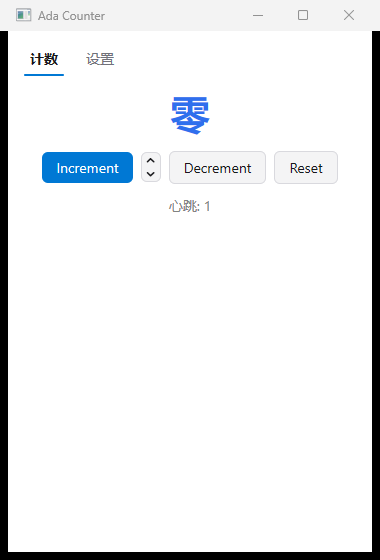 Ada Counter
计数 设置
零
Increment Decrement Reset
心跳: 1